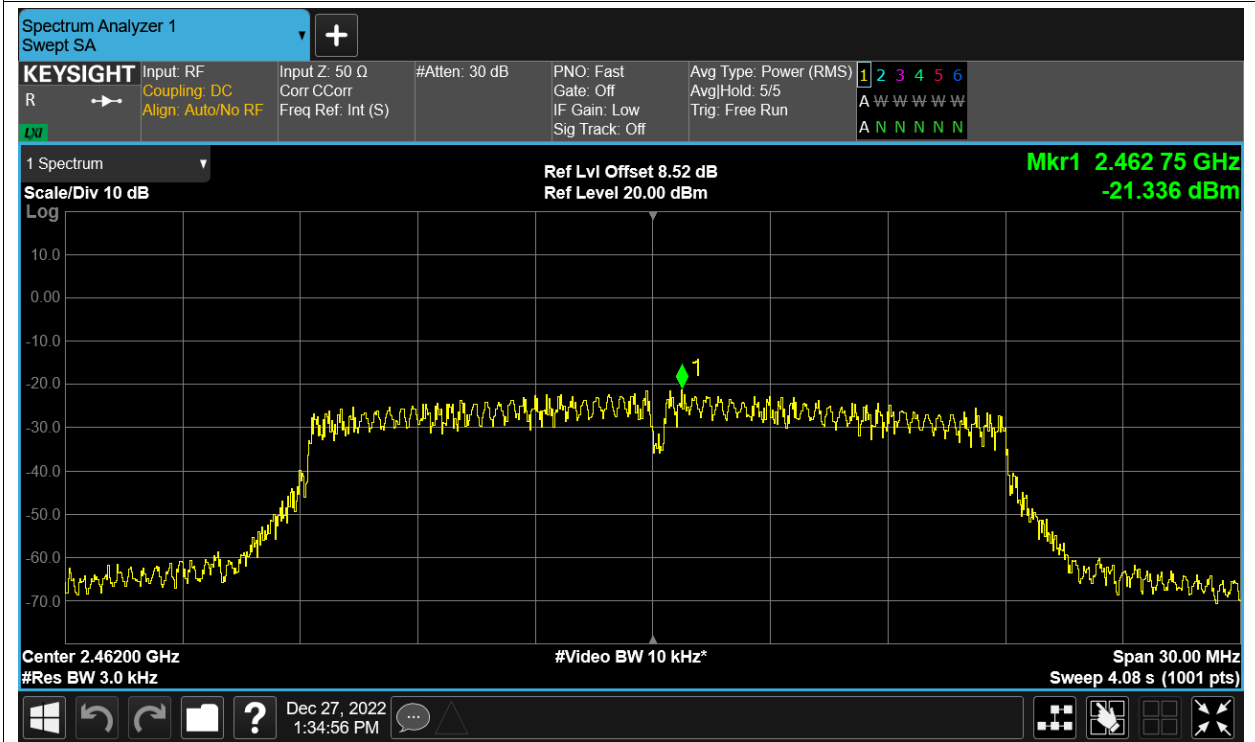 Spectrum Analyzer 1
Swept SA
+
KEYSIGHT
R
LXI
Input: RF
Coupling: DC
Align: Auto/No RF
Input Z: 50 Ω
Corr CCorr
Freq Ref: Int (S)
#Atten: 30 dB
PNO: Fast
Gate: Off
IF Gain: Low
Sig Track: Off
Avg Type: Power (RMS)
Avg|Hold: 5/5
Trig: Free Run
1 2 3 4 5 6
A W W W W W
A N N N N N
1 Spectrum
Scale/Div 10 dB
Log
Ref Lvl Offset 8.52 dB
Ref Level 20.00 dBm
Mkr1 2.462 75 GHz
-21.336 dBm
10.0
0.00
-10.0
-20.0
-30.0
-40.0
-50.0
-60.0
-70.0
1
Center 2.46200 GHz
#Res BW 3.0 kHz
#Video BW 10 kHz*
Span 30.00 MHz
Sweep 4.08 s (1001 pts)
?
Dec 27, 2022
1:34:56 PM